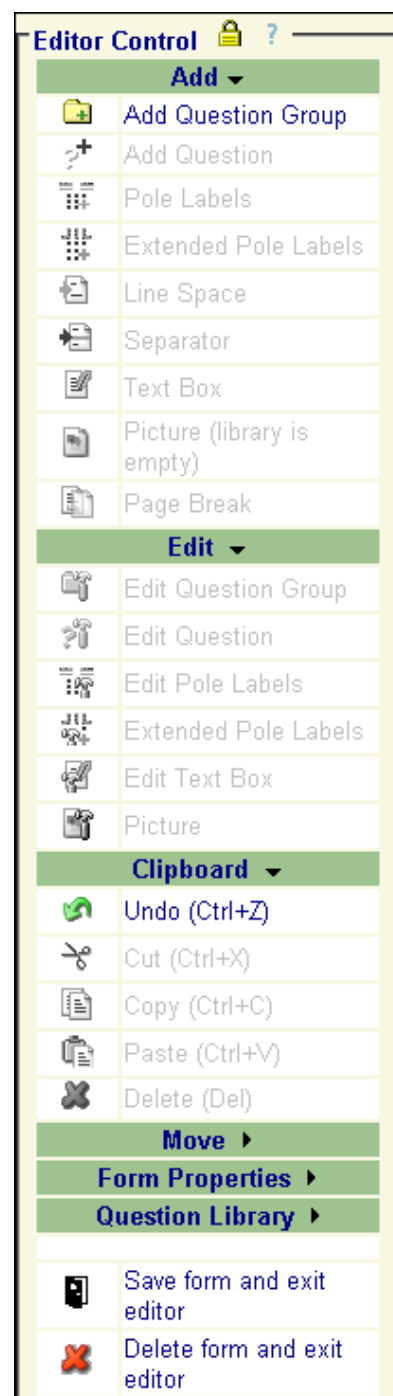 Editor Control ?
Add
Add Question Group
Add Question
Pole Labels
Extended Pole Labels
Line Space
Separator
Text Box
Picture (library is
empty)
Page Break
Edit
Edit Question Group
Edit Question
Edit Pole Labels
Extended Pole Labels
Edit Text Box
Picture
Clipboard
Undo (Ctrl+Z)
Cut (Ctrl+X)
Copy (Ctrl+C)
Paste (Ctrl+V)
Delete (Del)
Move
Form Properties
Question Library
Save form and exit
editor
Delete form and exit
editor